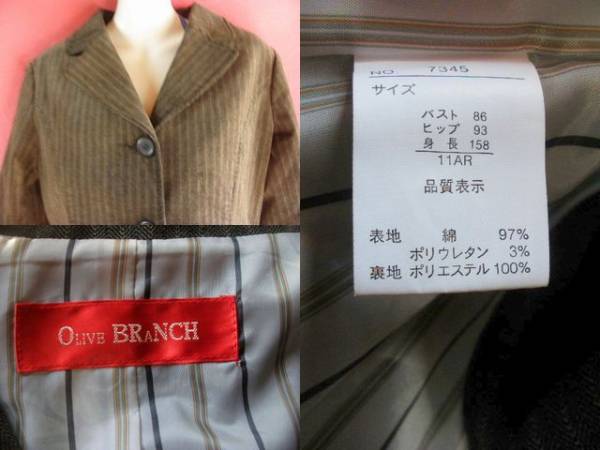 NO. 7345
サイズ
バスト 86
ヒップ 93
身長 158
11AR
品質表示
表地 綿 97%
ポリウレタン 3%
裏地 ポリエステル 100%
OLIVE BRaNCH